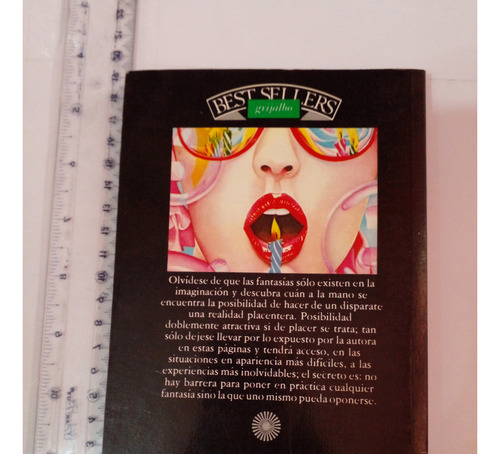 BEST SELLERS
grijalbo
Olvídese de que las fantasías sólo existen en la
imaginación y descubra cuán a la mano se
encuentra la posibilidad de hacer de un disparate
una realidad placentera. Posibilidad
doblemente atractiva si de placer se trata; tan
sólo dejese llevar por lo expuesto por la autora
en estas páginas y tendrá acceso, en las
situaciones en apariencia más difíciles, a las
experiencias más inolvidables; el secreto es: no
hay barrera para poner en práctica cualquier
fantasía sino la que uno mismo pueda oponerse.